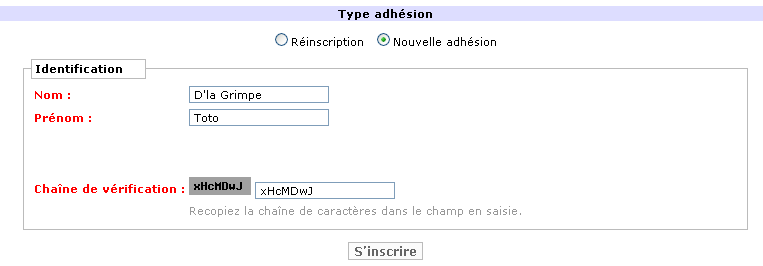 Type adhésion
Réinscription Nouvelle adhésion
Identification
Nom : D'la Grimpe
Prénom : Toto
Chaîne de vérification : xHcMDwJ xHcMDwJ
Recopiez la chaîne de caractères dans le champ en saisie.
S'inscrire